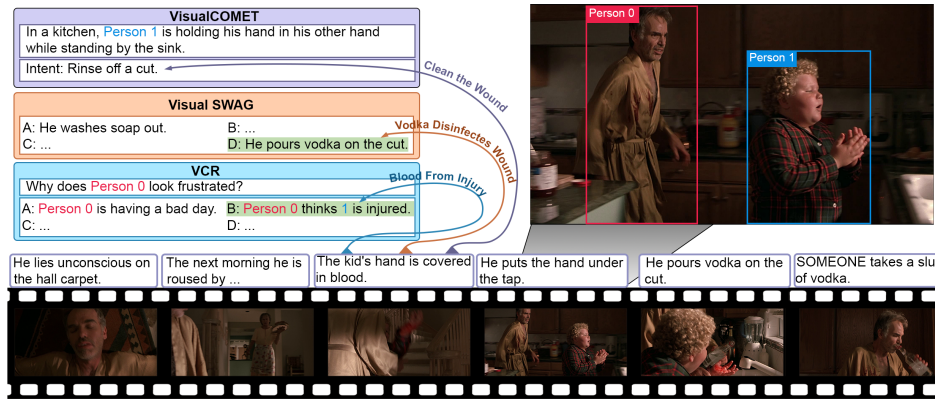 VisualCOMET
In a kitchen, Person 1 is holding his hand in his other hand
while standing by the sink.
Intent: Rinse off a cut.
Clean the Wound
Visual SWAG
A: He washes soap out.
B: ...
C: ...
D: He pours vodka on the cut.
Vodka Disinfectes Wound
VCR
Why does Person 0 look frustrated?
A: Person 0 is having a bad day.
B: Person 0 thinks 1 is injured.
C: ...
D: ...
Blood From Injury
Person 0
Person 1
He lies unconscious on
the hall carpet.
The next morning he is
roused by ...
The kid's hand is covered
in blood.
He puts the hand under
the tap.
He pours vodka on the
cut.
SOMEONE takes a slu
of vodka.